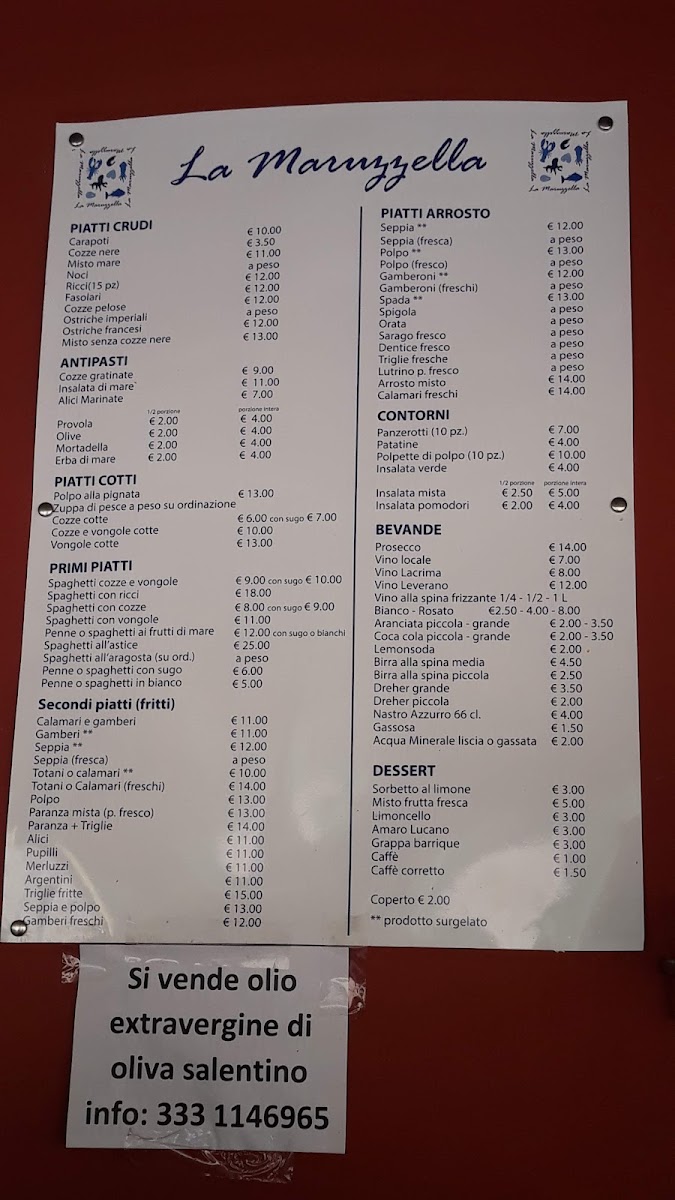 La Maruzzella
PIATTI CRUDI
Carapoti € 10.00
Cozze nere € 3.50
Misto mare € 11.00
Noci a peso
Ricci(15 pz) € 12.00
Fasolari € 12.00
Cozze pelose € 12.00
Ostriche imperiali a peso
Ostriche francesi € 12.00
Misto senza cozze nere € 13.00
ANTIPASTI
Cozze gratinate € 9.00
Insalata di mare` € 11.00
Alici Marinate € 7.00
1/2 porzione porzione intera
Provola € 2.00 € 4.00
Olive € 2.00 € 4.00
Mortadella € 2.00 € 4.00
Erba di mare € 2.00 € 4.00
PIATTI COTTI
Polpo alla pignata € 13.00
Zuppa di pesce a peso su ordinazione
Cozze cotte € 6.00 con sugo € 7.00
Cozze e vongole cotte € 10.00
Vongole cotte € 13.00
PRIMI PIATTI
Spaghetti cozze e vongole € 9.00 con sugo € 10.00
Spaghetti con ricci € 18.00
Spaghetti con cozze € 8.00 con sugo € 9.00
Spaghetti con vongole € 11.00
Penne o spaghetti ai frutti di mare € 12.00 con sugo o bianchi
Spaghetti all'astice € 25.00
Spaghetti all'aragosta (su ord.) a peso
Penne o spaghetti con sugo € 6.00
Penne o spaghetti in bianco € 5.00
Secondi piatti (fritti)
Calamari e gamberi € 11.00
Gamberi ** € 11.00
Seppia ** € 12.00
Seppia (fresca) a peso
Totani o calamari ** € 10.00
Totani o Calamari (freschi) € 14.00
Polpo € 13.00
Paranza mista (p. fresco) € 13.00
Paranza + Triglie € 14.00
Alici € 11.00
Pupilli € 11.00
Merluzzi € 11.00
Argentini € 11.00
Triglie fritte € 15.00
Seppia e polpo € 13.00
Gamberi freschi € 12.00
PIATTI ARROSTO
Seppia ** € 12.00
Seppia (fresca) a peso
Polpo ** € 13.00
Polpo (fresco) a peso
Gamberoni ** € 12.00
Gamberoni (freschi) a peso
Spada ** € 13.00
Spigola a peso
Orata a peso
Sarago fresco a peso
Dentice fresco a peso
Triglie fresche a peso
Lutrino p. fresco a peso
Arrosto misto € 14.00
Calamari freschi € 14.00
CONTORNI
Panzerotti (10 pz.) € 7.00
Patatine € 4.00
Polpette di polpo (10 pz.) € 10.00
Insalata verde € 4.00
1/2 porzione porzione intera
Insalata mista € 2.50 € 5.00
Insalata pomodori € 2.00 € 4.00
BEVANDE
Prosecco € 14.00
Vino locale € 7.00
Vino Lacrima € 8.00
Vino Leverano € 12.00
Vino alla spina frizzante 1/4 - 1/2 - 1 L
Bianco - Rosato €2.50 - 4.00 - 8.00
Aranciata piccola - grande € 2.00 - 3.50
Coca cola piccola - grande € 2.00 - 3.50
Lemonsoda € 2.00
Birra alla spina media € 4.50
Birra alla spina piccola € 2.50
Dreher grande € 3.50
Dreher piccola € 2.00
Nastro Azzurro 66 cl. € 4.00
Gassosa € 1.50
Acqua Minerale liscia o gassata € 2.00
DESSERT
Sorbetto al limone € 3.00
Misto frutta fresca € 5.00
Limoncello € 3.00
Amaro Lucano € 3.00
Grappa barrique € 3.00
Caffè € 1.00
Caffè corretto € 1.50
Coperto € 2.00
** prodotto surgelato
Si vende olio
extravergine di
oliva salentino
info: 333 1146965